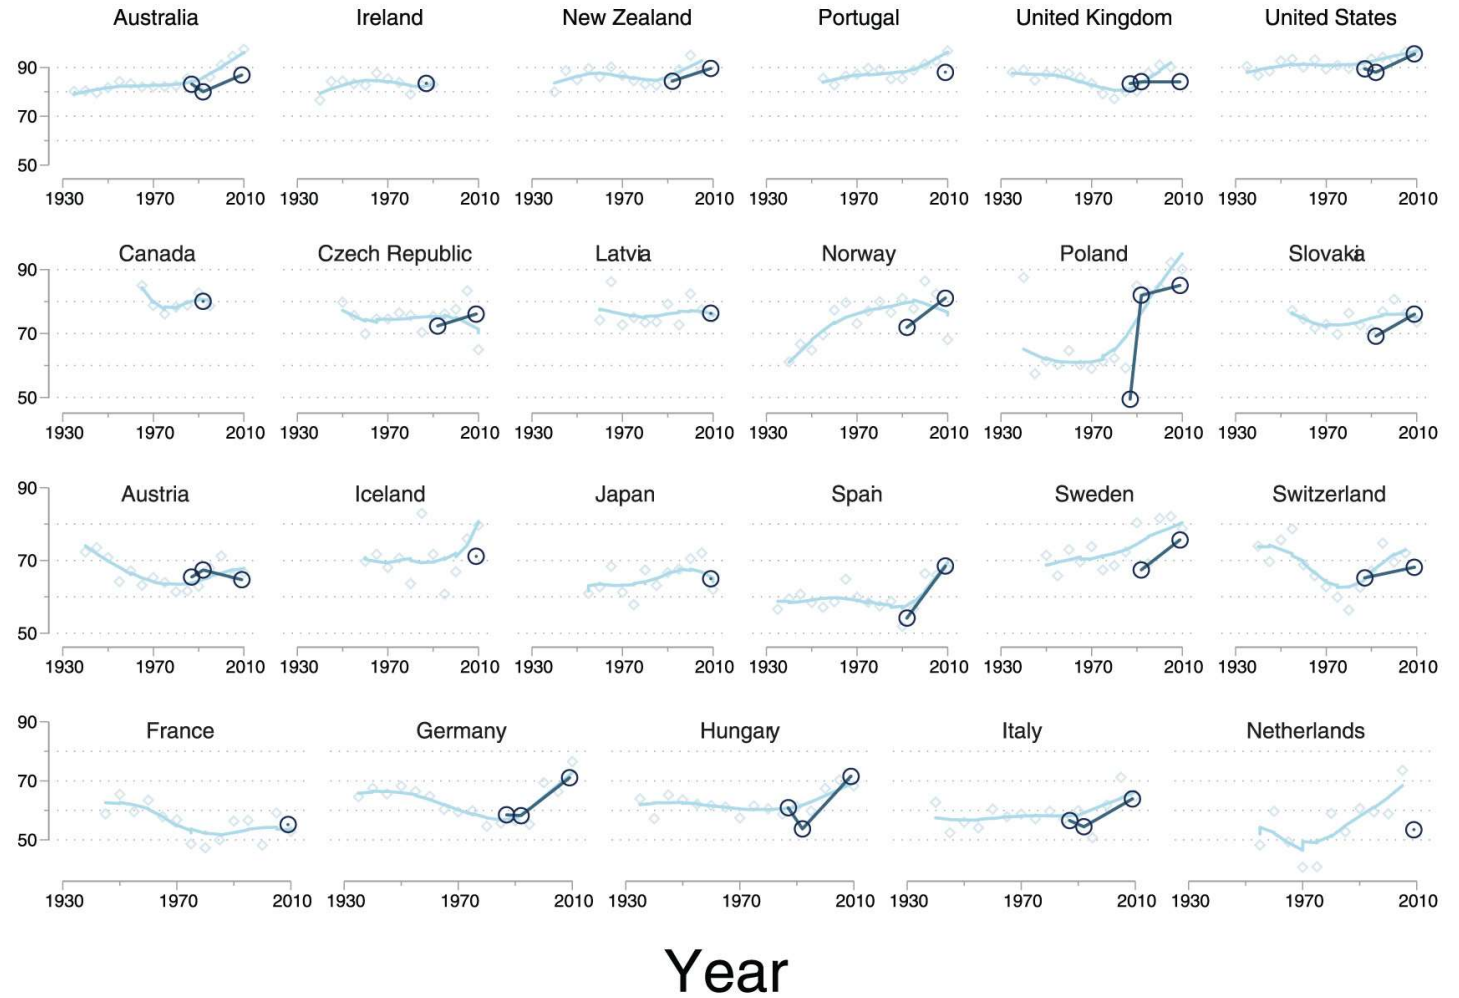 Australia Ireland New Zealand Portugal United Kingdom United States
90
70
50
1930 1970 2010 1930 1970 2010 1930 1970 2010 1930 1970 2010 1930 1970 2010 1930 1970 2010
Canada Czech Republic Latvia Norway Poland Slovakia
90
70
50
1930 1970 2010 1930 1970 2010 1930 1970 2010 1930 1970 2010 1930 1970 2010 1930 1970 2010
Austria Iceland Japan Spain Sweden Switzerland
90
70
50
1930 1970 2010 1930 1970 2010 1930 1970 2010 1930 1970 2010 1930 1970 2010 1930 1970 2010
90
France Germany Hungary Italy Netherlands
70
50
1930 1970 2010 1930 1970 2010 1930 1970 2010 1930 1970 2010 1930 1970 2010
Year